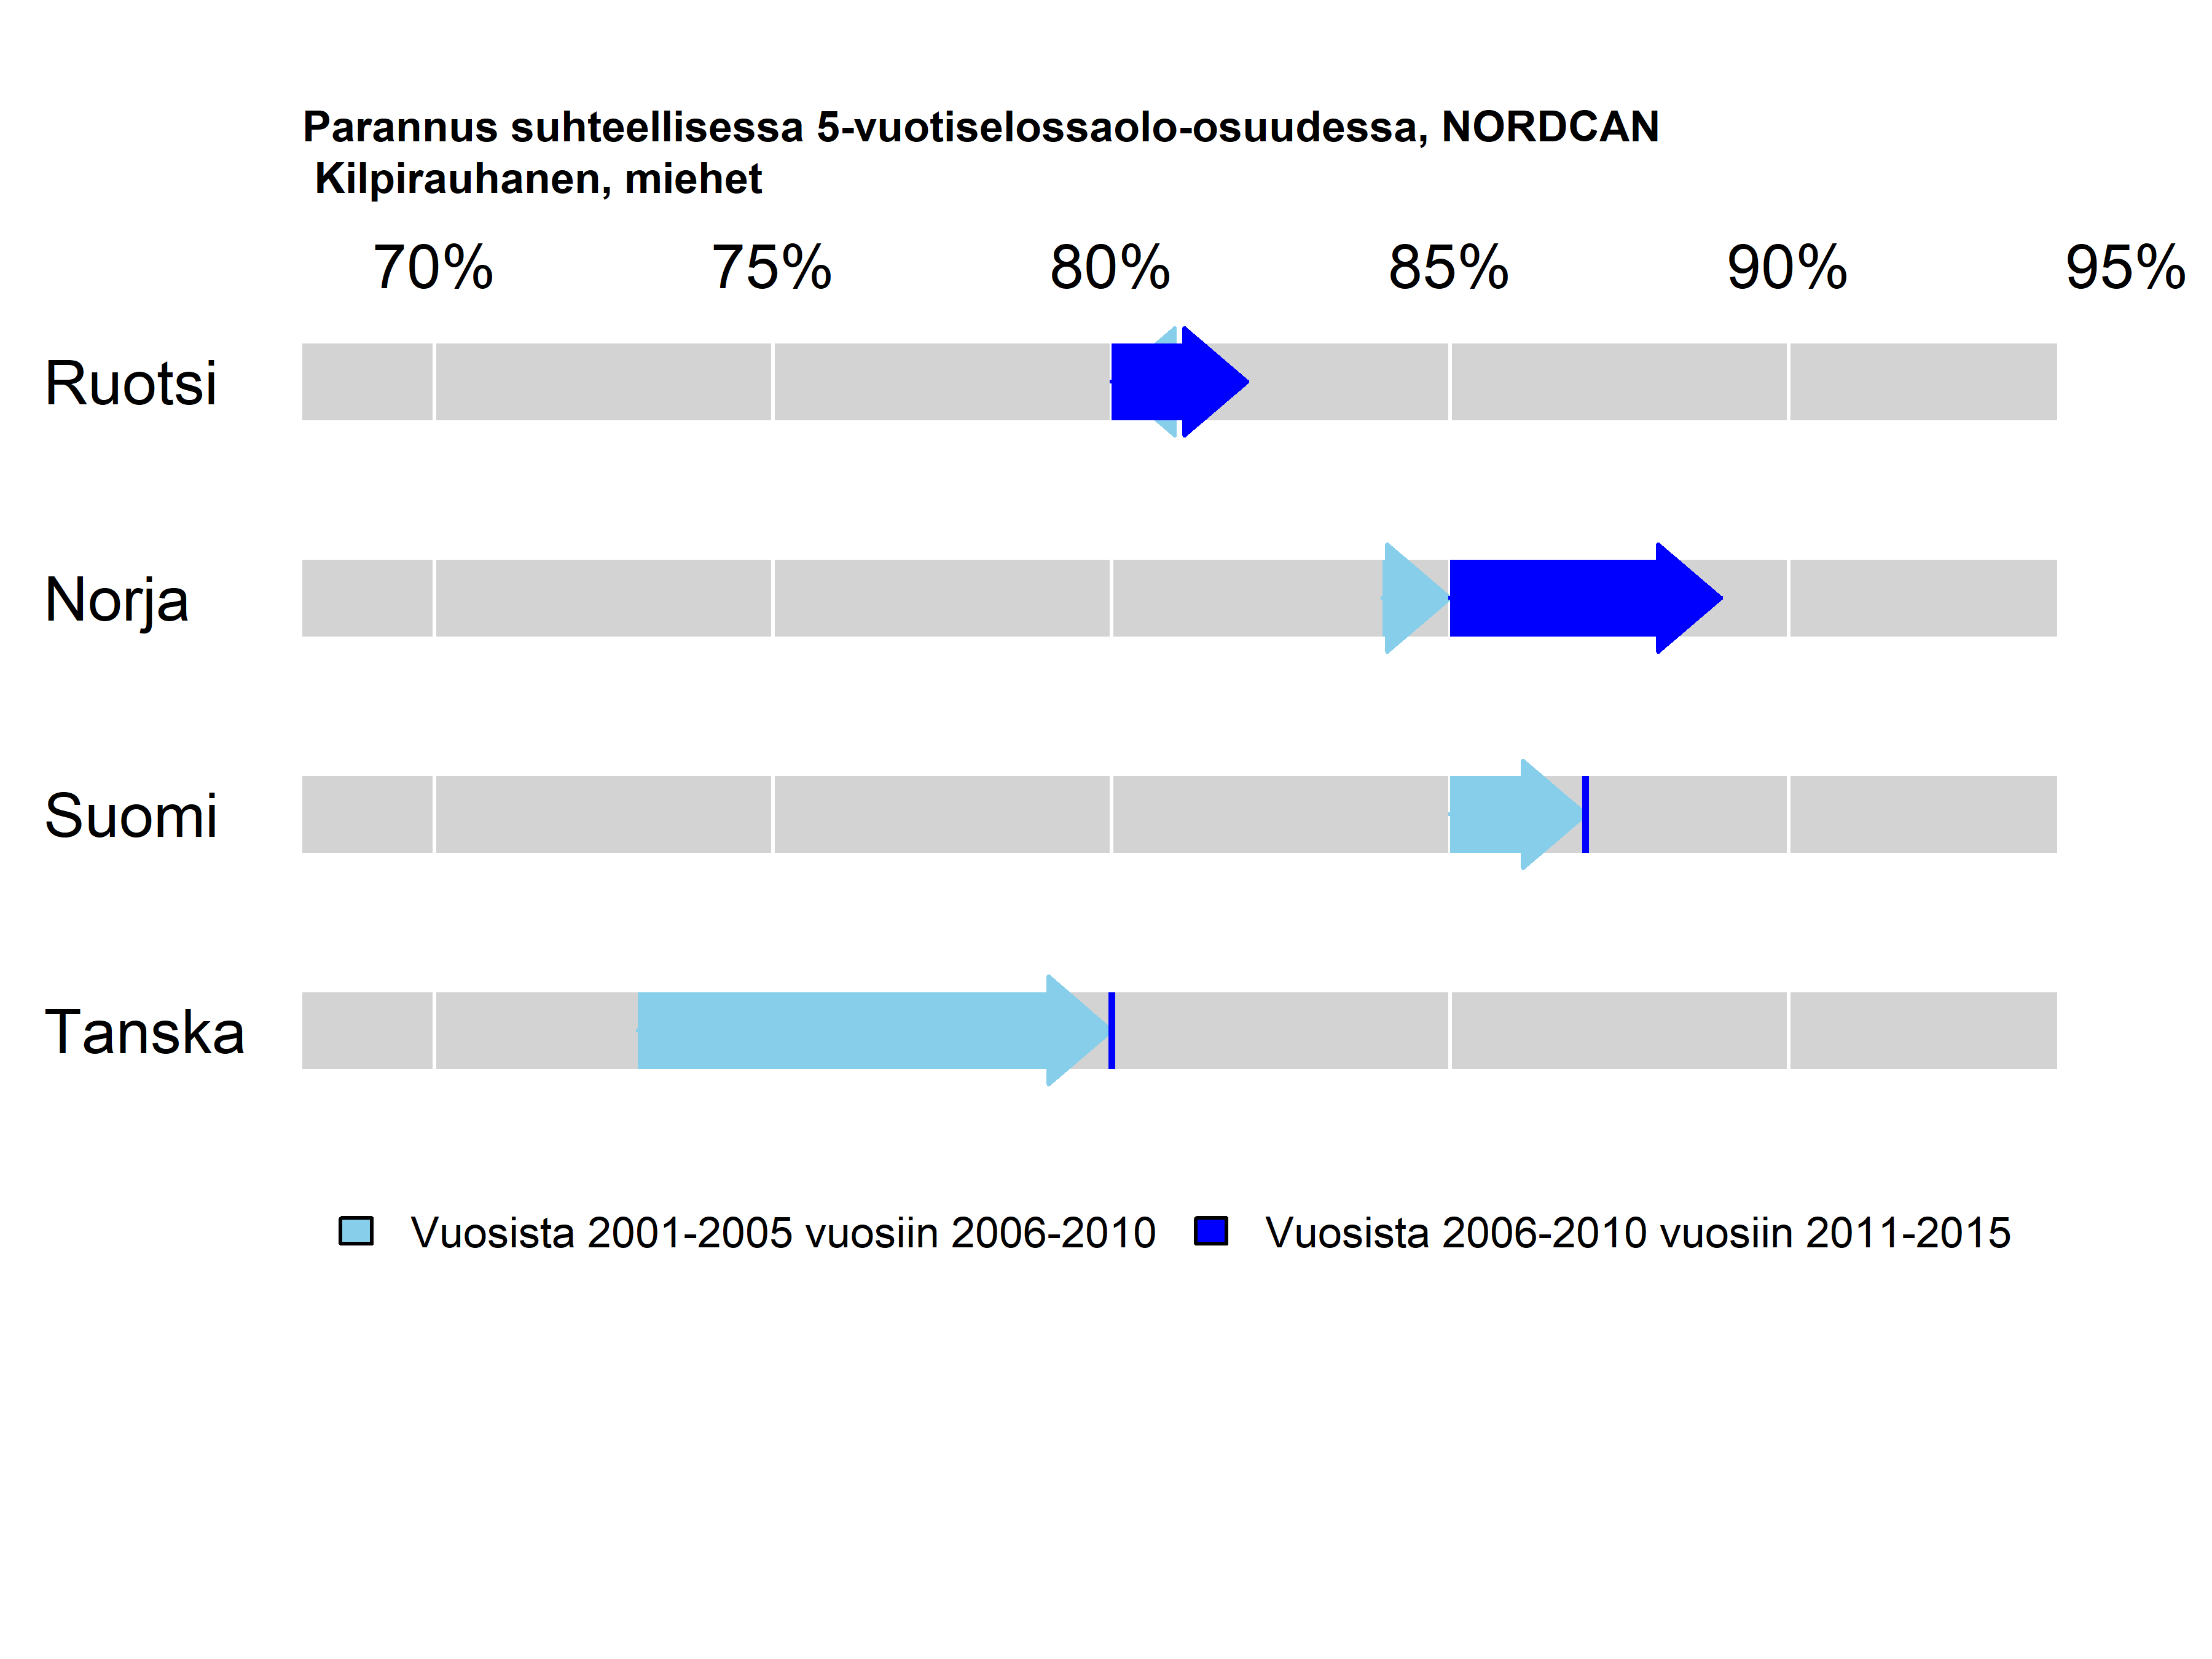 Parannus suhteellisessa 5-vuotiselossaolo-osuudessa, NORDCAN
Kilpirauhanen, miehet
70% 75% 80% 85% 90% 95%
Ruotsi
Norja
Suomi
Tanska
Vuosista 2001-2005 vuosiin 2006-2010 Vuosista 2006-2010 vuosiin 2011-2015